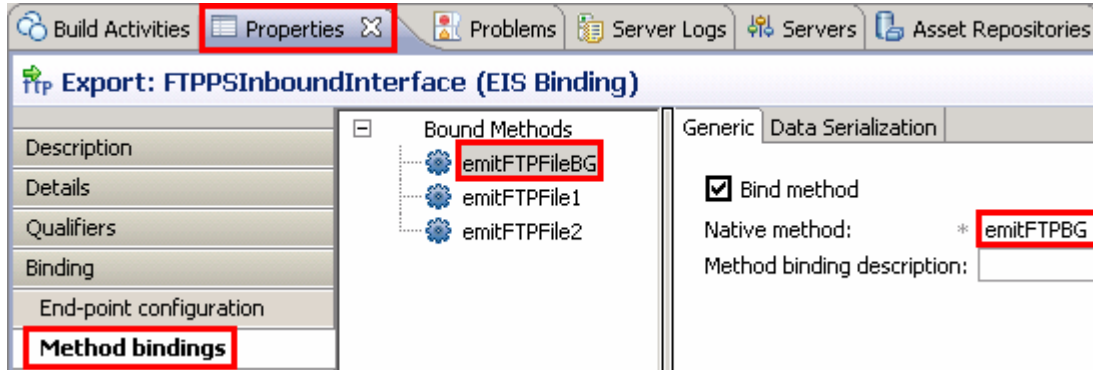 Build Activities Properties Problems Server Logs Servers Asset Repositories
FTP Export: FTPPSInboundInterface (EIS Binding)
Description
Details
Qualifiers
Binding
End-point configuration
Method bindings
Bound Methods
emitFTPFileBG
emitFTPFile1
emitFTPFile2
Generic Data Serialization
Bind method
Native method: * emitFTPBG
Method binding description: